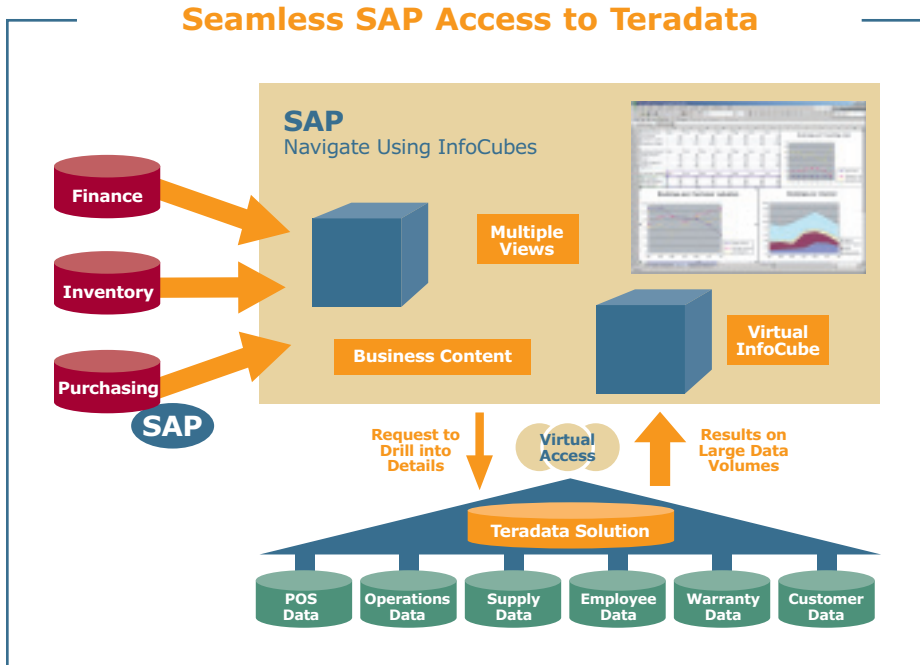 Seamless SAP Access to Teradata
SAP
Navigate Using InfoCubes
Finance
Inventory
Purchasing
SAP
Multiple
Views
Business Content
Virtual
InfoCube
Request to
Drill into
Details
Virtual
Access
Results on
Large Data
Volumes
Teradata Solution
POS
Data
Operations
Data
Supply
Data
Employee
Data
Warranty
Data
Customer
Data